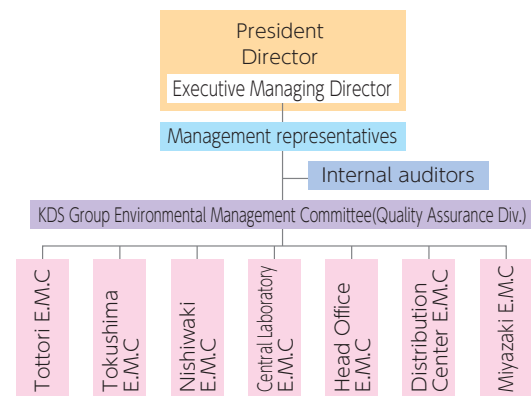 President
Director
Executive Managing Director
Management representatives
Internal auditors
KDS Group Environmental Management Committee(Quality Assurance Div.)
Tottori E.M.C
Tokushima
E.M.C
Nishiwaki
E.M.C
Central Laboratory
E.M.C
Head Office
E.M.C
Distribution
Center E.M.C
Miyazaki E.M.C